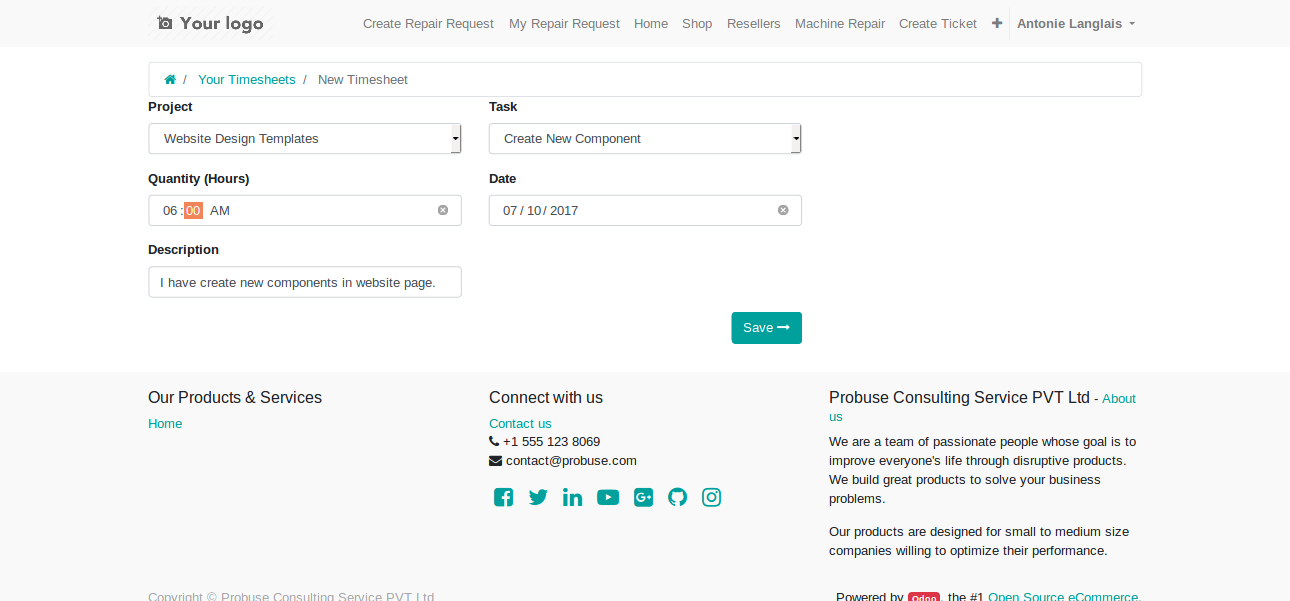 Your logo
Create Repair Request My Repair Request Home Shop Resellers Machine Repair Create Ticket Antonie Langlais
/ Your Timesheets / New Timesheet
Project Task
Website Design Templates Create New Component
Quantity (Hours) Date
06 : 00 AM 07 / 10 / 2017
Description
I have create new components in website page.
Save
Our Products & Services
Home
Connect with us
Contact us
+1 555 123 8069
contact@probuse.com
Probuse Consulting Service PVT Ltd - About
us
We are a team of passionate people whose goal is to
improve everyone's life through disruptive products.
We build great products to solve your business
problems.
Our products are designed for small to medium size
companies willing to optimize their performance.
Copyright © Probuse Consulting Service PVT Ltd
Powered by Odoo, the #1 Open Source eCommerce.